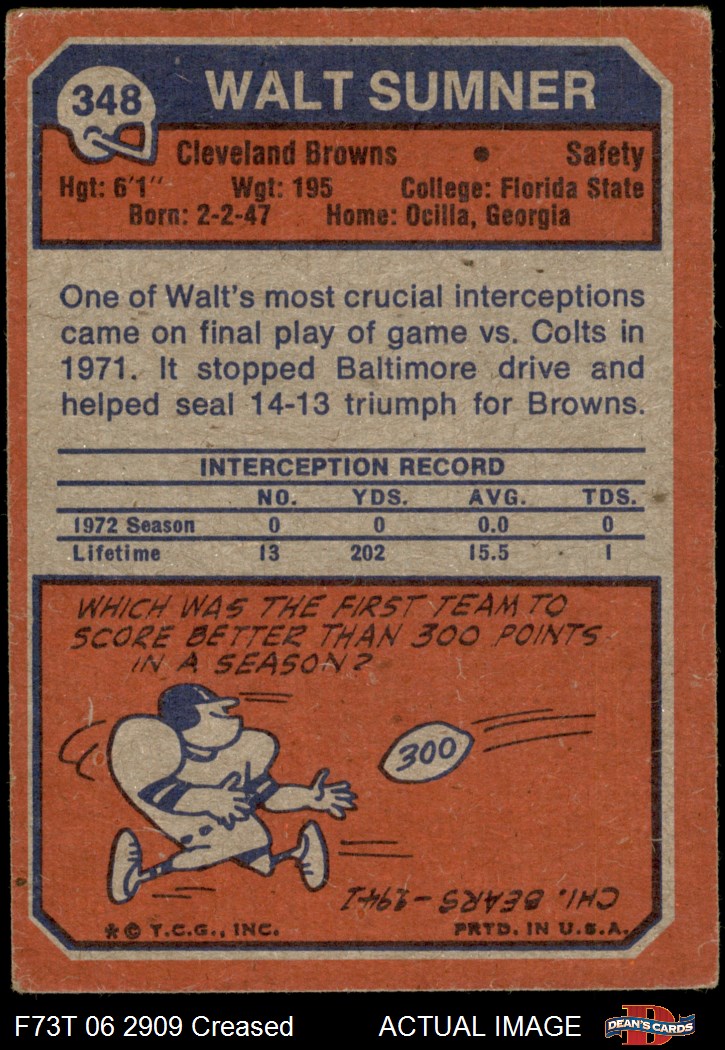 348
WALT SUMNER
Cleveland Browns • Safety
Hgt: 6'1" Wgt: 195 College: Florida State
Born: 2-2-47 Home: Ocilla, Georgia
One of Walt's most crucial interceptions
came on final play of game vs. Colts in
1971. It stopped Baltimore drive and
helped seal 14-13 triumph for Browns.
INTERCEPTION RECORD
NO. YDS. AVG. TDS.
1972 Season 0 0 0.0 0
Lifetime 13 202 15.5 1
WHICH WAS THE FIRST TEAM TO
SCORE BETTER THAN 300 POINTS
IN A SEASON?
300
CHI. BEARS-1941
* © T.C.G., INC. PRTD. IN U.S.A.
F73T 06 2909 Creased ACTUAL IMAGE
D
DEAN'S CARDS